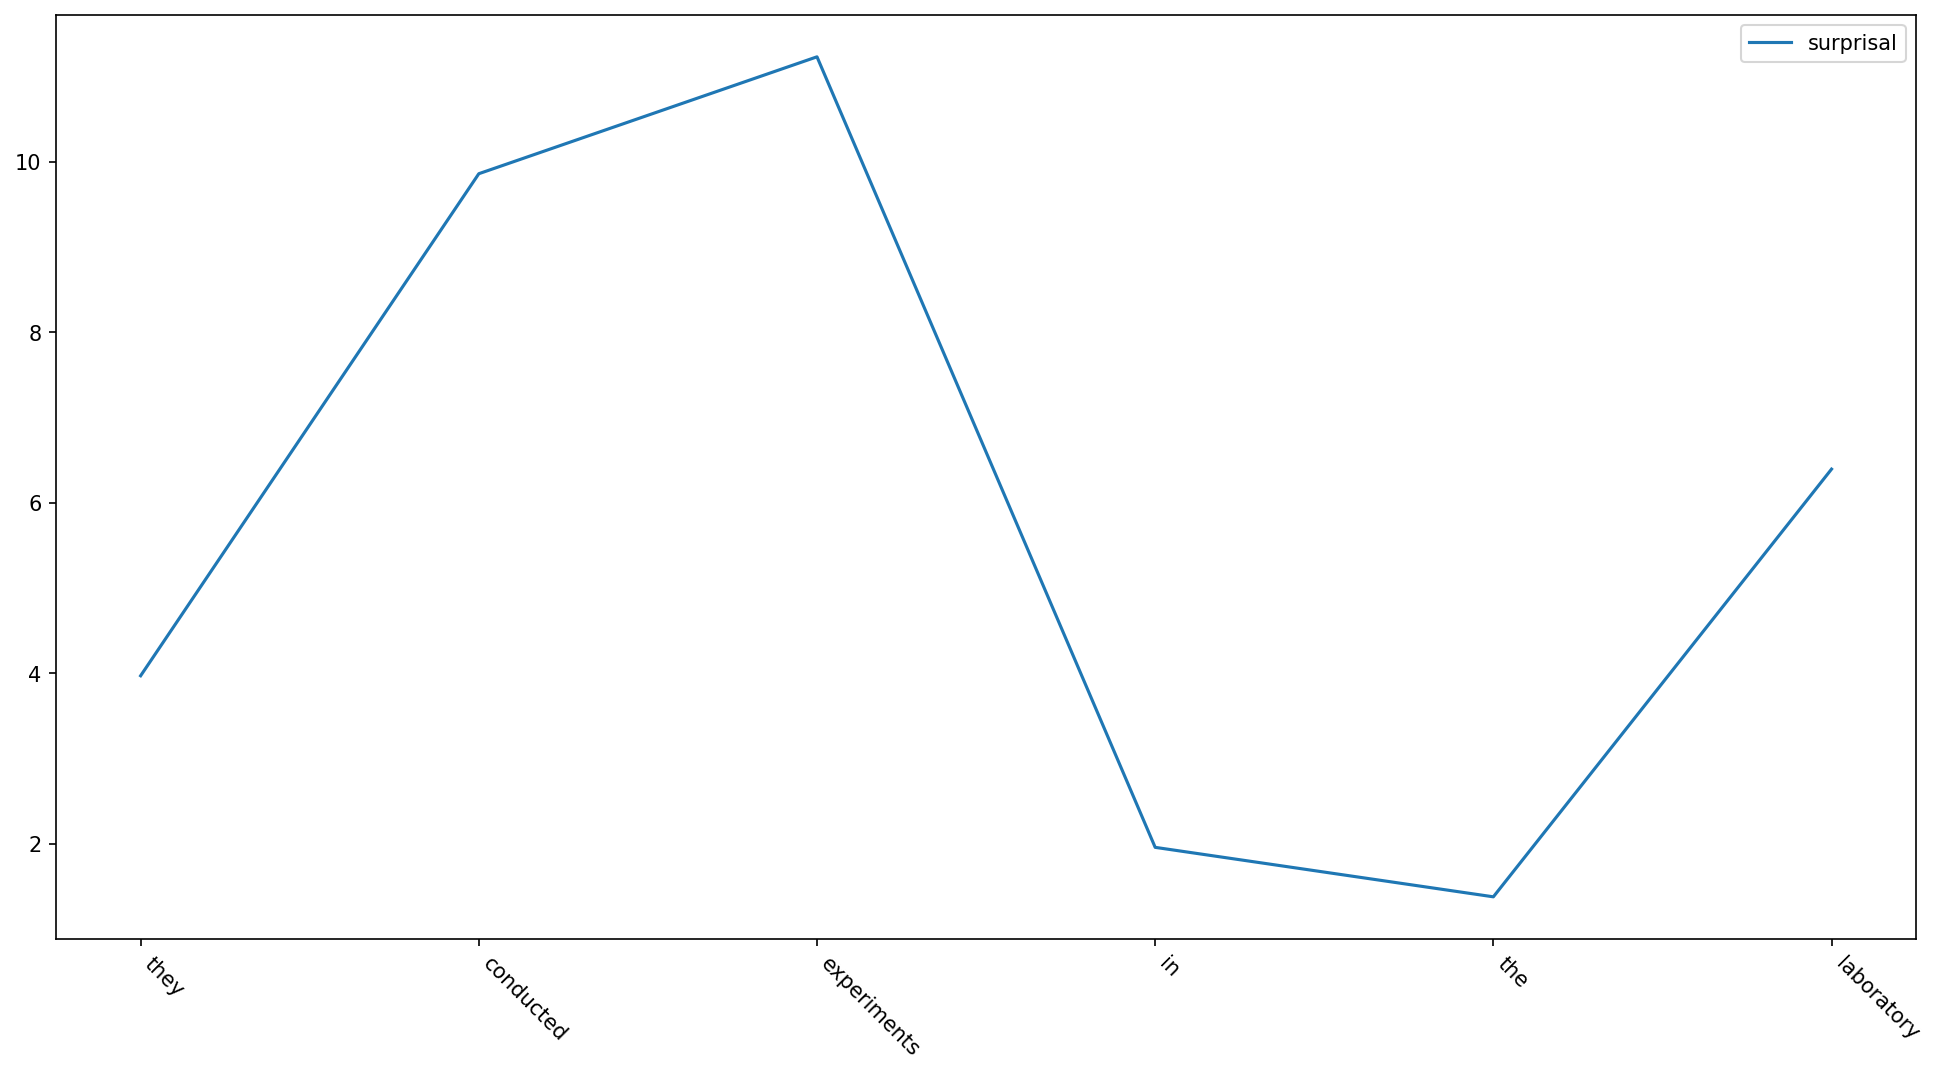 surprisal
10
8
6
4
2
they
conducted
experiments
in
the
laboratory